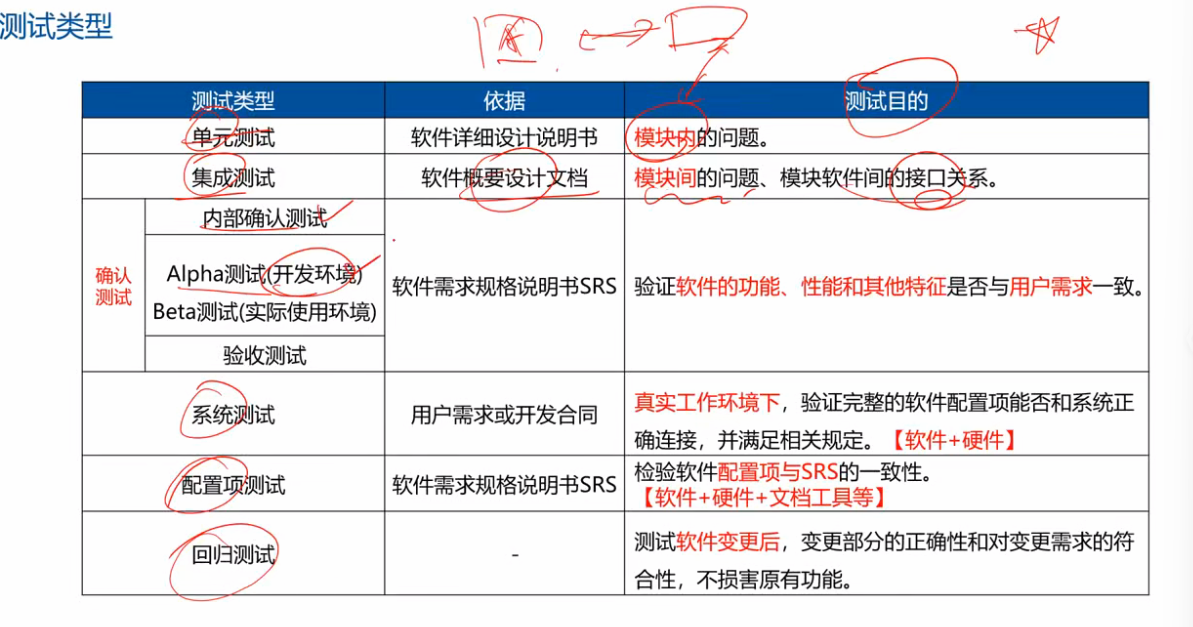 测试类型
测试类型 依据 测试目的
单元测试 软件详细设计说明书 模块内的问题。
集成测试 软件概要设计文档 模块间的问题、模块软件间的接口关系。
确认
测试
内部确认测试
Alpha测试(开发环境)
Beta测试(实际使用环境)
验收测试
软件需求规格说明书SRS
验证软件的功能、性能和其他特征是否与用户需求一致。
系统测试
用户需求或开发合同
真实工作环境下，验证完整的软件配置项能否和系统正
确连接，并满足相关规定。【软件+硬件】
配置项测试
软件需求规格说明书SRS
检验软件配置项与SRS的一致性。
【软件+硬件+文档工具等】
回归测试
-
测试软件变更后，变更部分的正确性和对变更需求的符
合性，不损害原有功能。